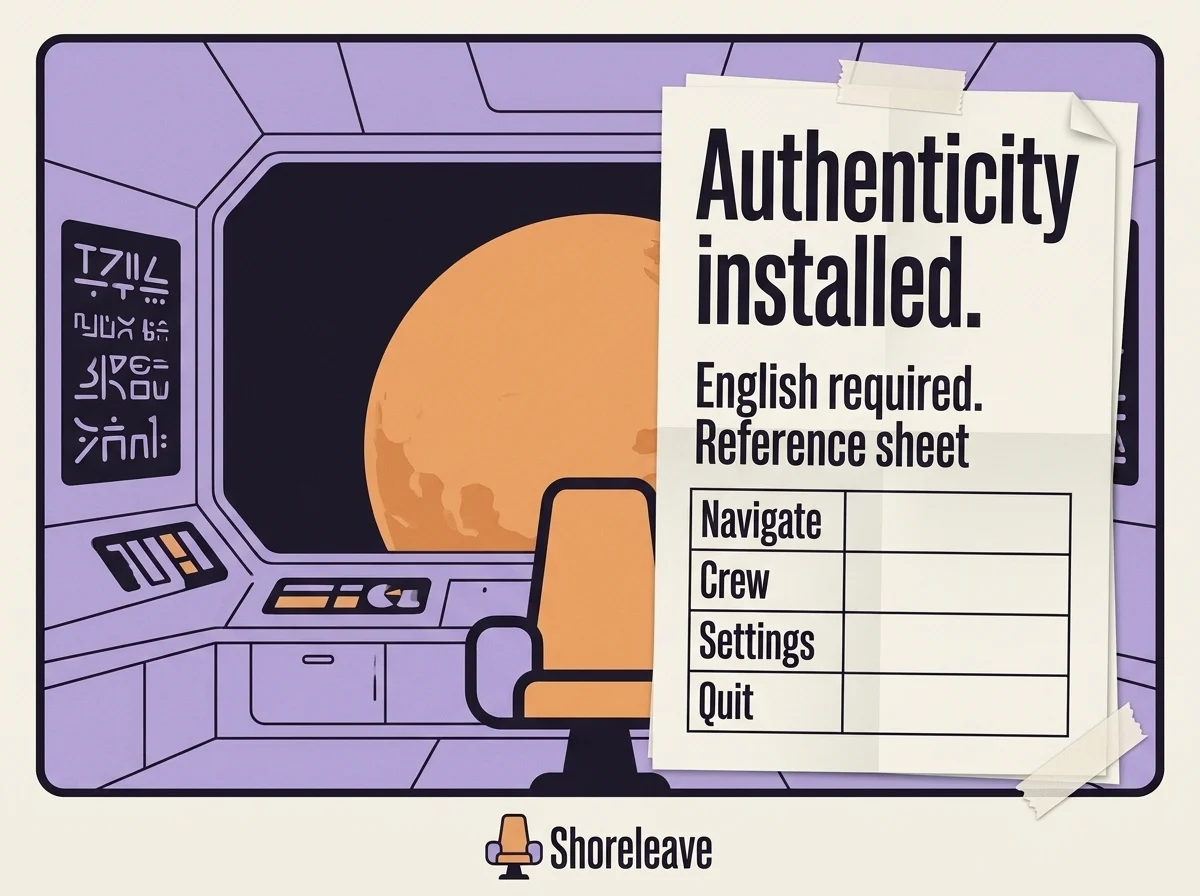 Authenticity
installed.
English required.
Reference sheet
Navigate
Crew
Settings
Quit
Shoreleave